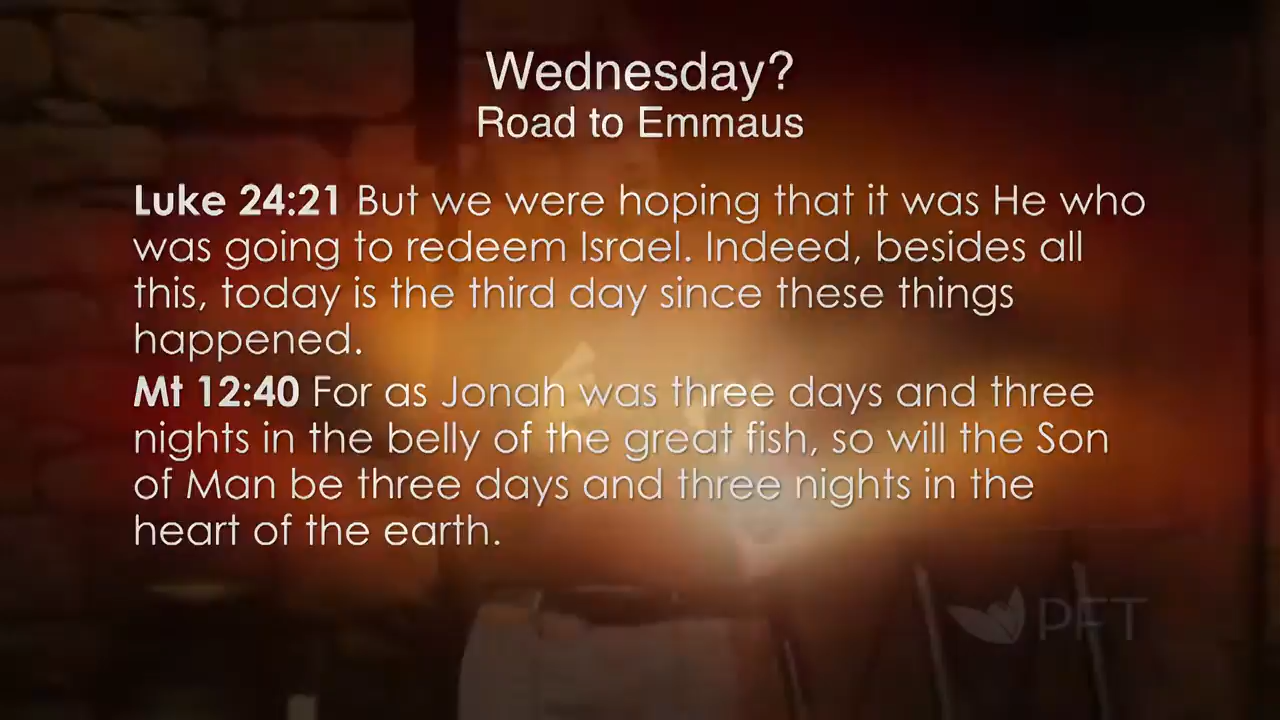 Wednesday?
Road to Emmaus
Luke 24:21 But we were hoping that it was He who
was going to redeem Israel. Indeed, besides all
this, today is the third day since these things
happened.
Mt 12:40 For as Jonah was three days and three
nights in the belly of the great fish, so will the Son
of Man be three days and three nights in the
heart of the earth.
PFT